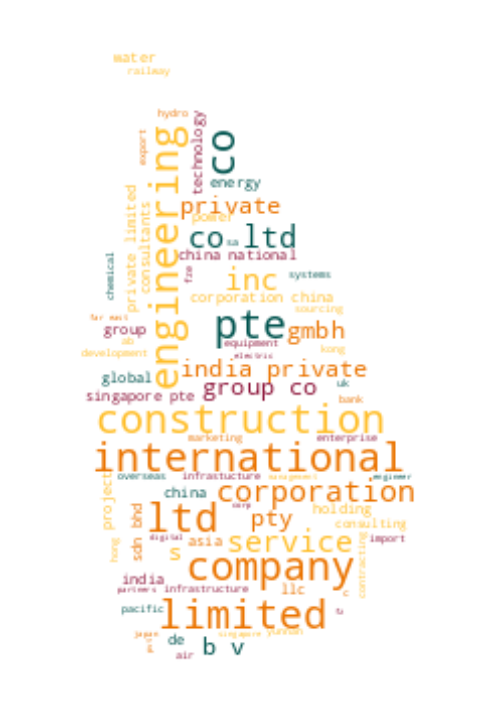 water
railway
hydro
export
engineering
technology
co
energy
private limited
consultants
private
power
co ltd
sa
china national
fze
chemical
inc
systems
corporation china
sourcing
far east
group
pte
gmbh
ab
equipment
kong
development
electric
global
india private
uk
singapore pte
group co
bank
construction
marketing
enterprise
international
overseas
infrastucture
management
engineer
project
china
corporation
corp
sdn bhd
ltd
pty
holding
consulting
hong
digital
s
asia
service
import
contracting
company
india
partners
infrastructure
llc
c
pacific
limited
japan
de
singapore
yunnan
air
b v